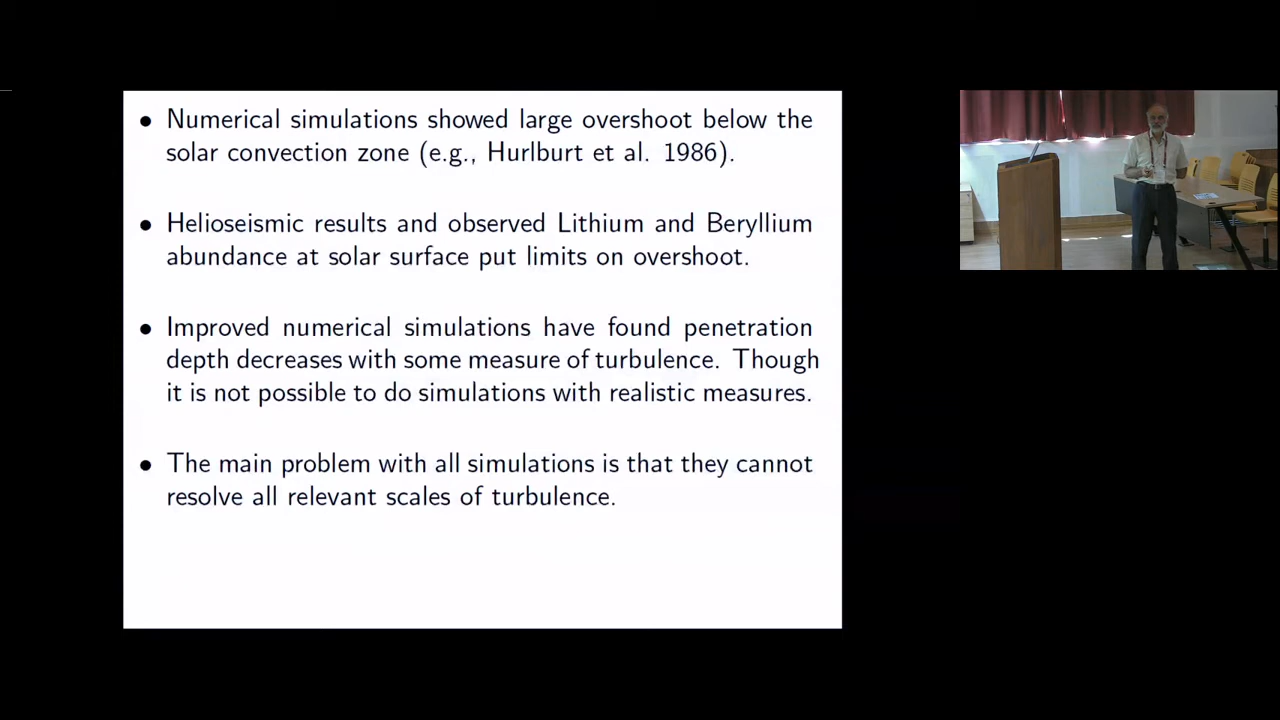 • Numerical simulations showed large overshoot below the
solar convection zone (e.g., Hurlburt et al. 1986).
• Helioseismic results and observed Lithium and Beryllium
abundance at solar surface put limits on overshoot.
• Improved numerical simulations have found penetration
depth decreases with some measure of turbulence. Though
it is not possible to do simulations with realistic measures.
• The main problem with all simulations is that they cannot
resolve all relevant scales of turbulence.